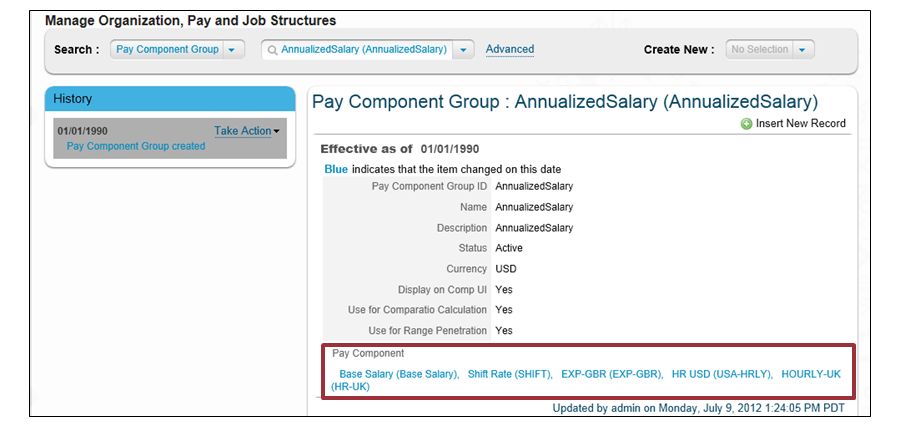 Manage Organization, Pay and Job Structures
Search : Pay Component Group AnnualizedSalary (AnnualizedSalary) Advanced Create New : No Selection
History
01/01/1990 Take Action
Pay Component Group created
Pay Component Group : AnnualizedSalary (AnnualizedSalary)
Insert New Record
Effective as of 01/01/1990
Blue indicates that the item changed on this date
Pay Component Group ID AnnualizedSalary
Name AnnualizedSalary
Description AnnualizedSalary
Status Active
Currency USD
Display on Comp UI Yes
Use for Comparatio Calculation Yes
Use for Range Penetration Yes
Pay Component
Base Salary (Base Salary), Shift Rate (SHIFT), EXP-GBR (EXP-GBR), HR USD (USA-HRLY), HOURLY-UK
(HR-UK)
Updated by admin on Monday, July 9, 2012 1:24:05 PM PDT